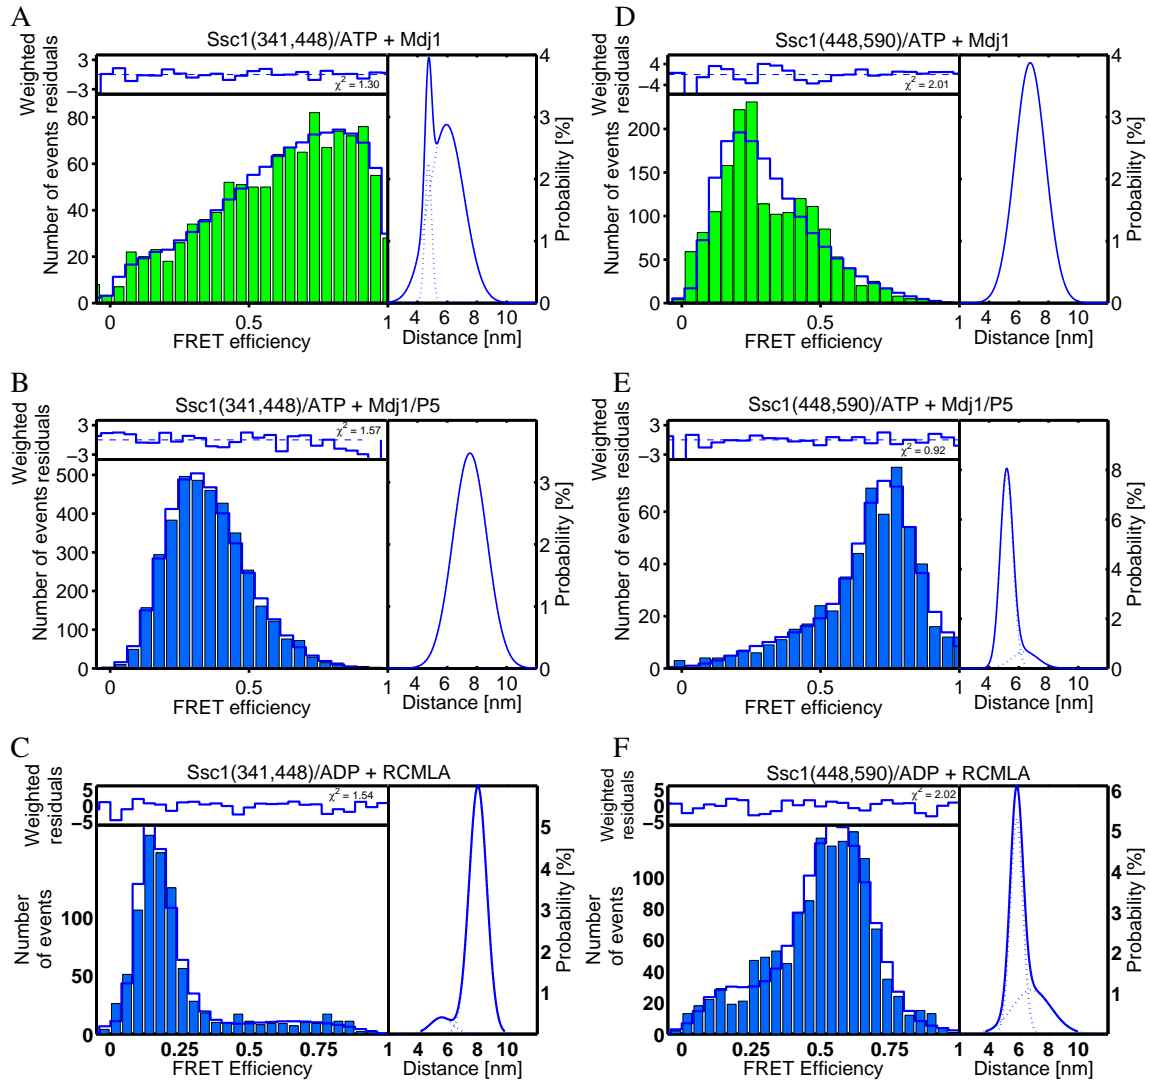 A
Ssc1(341,448)/ATP + Mdj1
Weighted residuals
3
−3
χ² = 1.30
Number of events
80
60
40
20
0
0 0.5 1
FRET efficiency
4 6 8 10
Distance [nm]
4
3
2
1
0
Probability [%]
D
Ssc1(448,590)/ATP + Mdj1
Weighted residuals
4
−4
χ² = 2.01
Number of events
200
150
100
50
0
0 0.5 1
FRET efficiency
4 6 8 10
Distance [nm]
4
3
2
1
0
Probability [%]
B
Ssc1(341,448)/ATP + Mdj1/P5
Weighted residuals
3
−3
χ² = 1.57
Number of events
500
400
300
200
100
0
0 0.5 1
FRET efficiency
4 6 8 10
Distance [nm]
3
2
1
0
Probability [%]
E
Ssc1(448,590)/ATP + Mdj1/P5
Weighted residuals
3
−3
χ² = 0.92
Number of events
60
40
20
0
0 0.5 1
FRET efficiency
4 6 8 10
Distance [nm]
8
6
4
2
0
Probability [%]
C
Ssc1(341,448)/ADP + RCMLA
Weighted
residuals
5
0
−5
χ² = 1.54
Number
of events
100
50
0
0 0.25 0.5 0.75 1
FRET Efficiency
4 6 8 10
Distance [nm]
5
4
3
2
1
Probability [%]
F
Ssc1(448,590)/ADP + RCMLA
Weighted
residuals
5
0
−5
χ² = 2.02
Number
of events
100
80
60
40
20
0
0 0.25 0.5 0.75 1
FRET Efficiency
4 6 8 10
Distance [nm]
6
5
4
3
2
1
Probability [%]